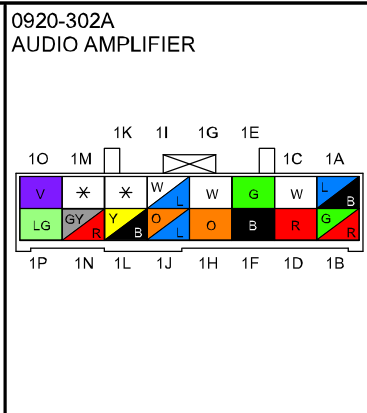 0920-302A
AUDIO AMPLIFIER
1K 1I 1G 1E
1O 1M 1C 1A
V * * W L W G W L B
LG GY R Y B O L O B R G R
1P 1N 1L 1J 1H 1F 1D 1B